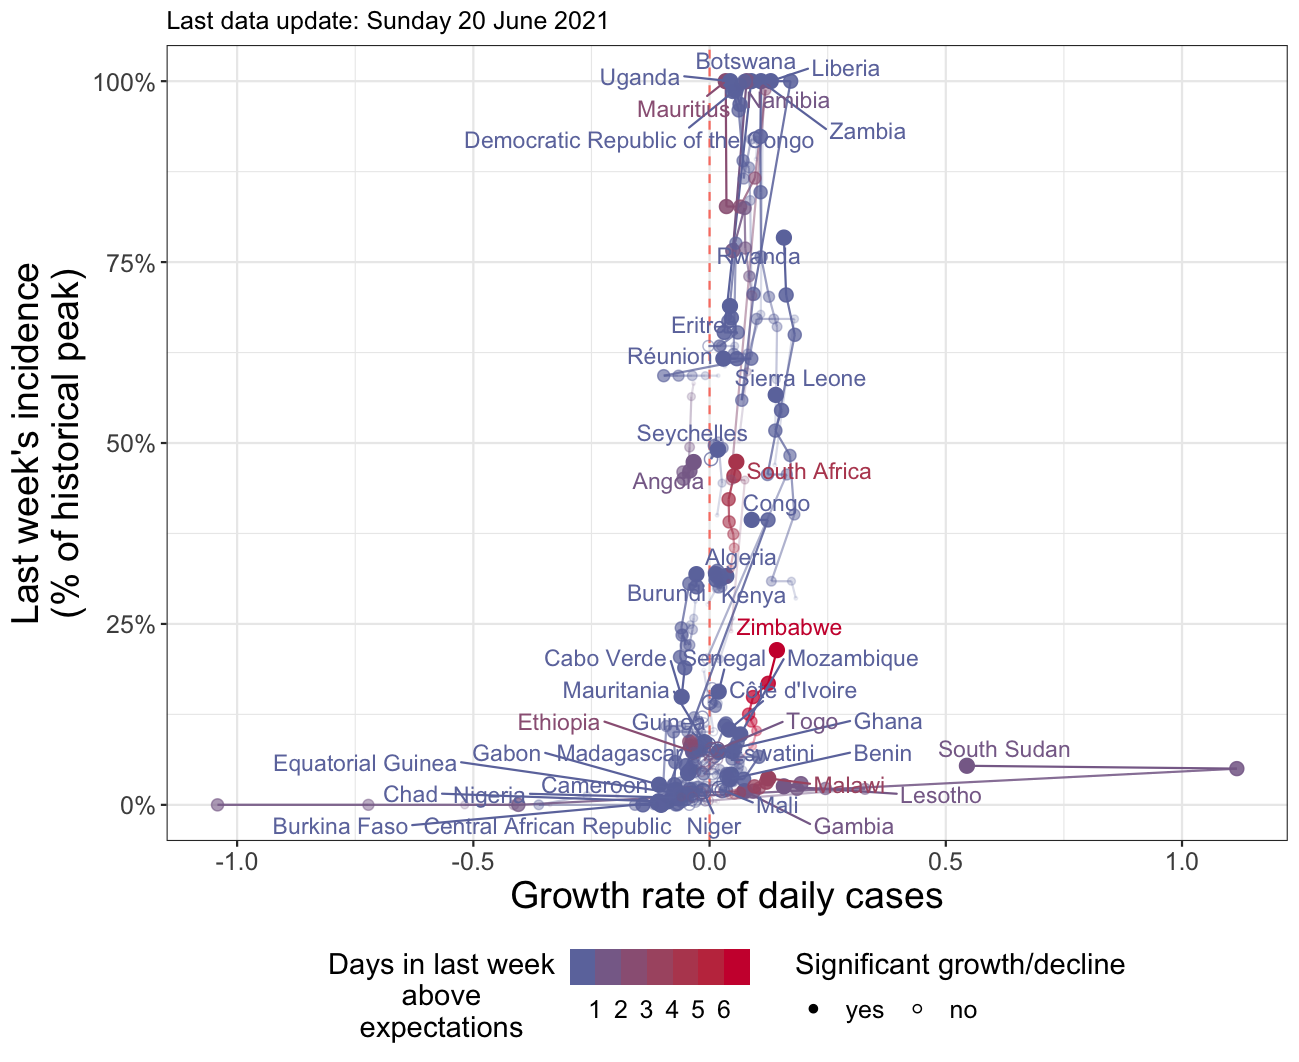 Last data update: Sunday 20 June 2021
Last week's incidence
(% of historical peak)
100%
75%
50%
25%
0%
Botswana
Uganda
Liberia
Mauritius
Namibia
Zambia
Democratic Republic of the Congo
Rwanda
Eritrea
Réunion
Sierra Leone
Seychelles
Angola
South Africa
Congo
Algeria
Burundi
Kenya
Zimbabwe
Cabo Verde
Senegal
Mozambique
Mauritania
Côte d'Ivoire
Ethiopia
Guinea
Togo
Ghana
Gabon
Madagascar
Eswatini
Benin
South Sudan
Equatorial Guinea
Chad
Nigeria
Cameroon
Malawi
Lesotho
Mali
Burkina Faso
Central African Republic
Niger
Gambia
-1.0
-0.5
0.0
0.5
1.0
Growth rate of daily cases
Days in last week
above
expectations
1 2 3 4 5 6
Significant growth/decline
yes
no